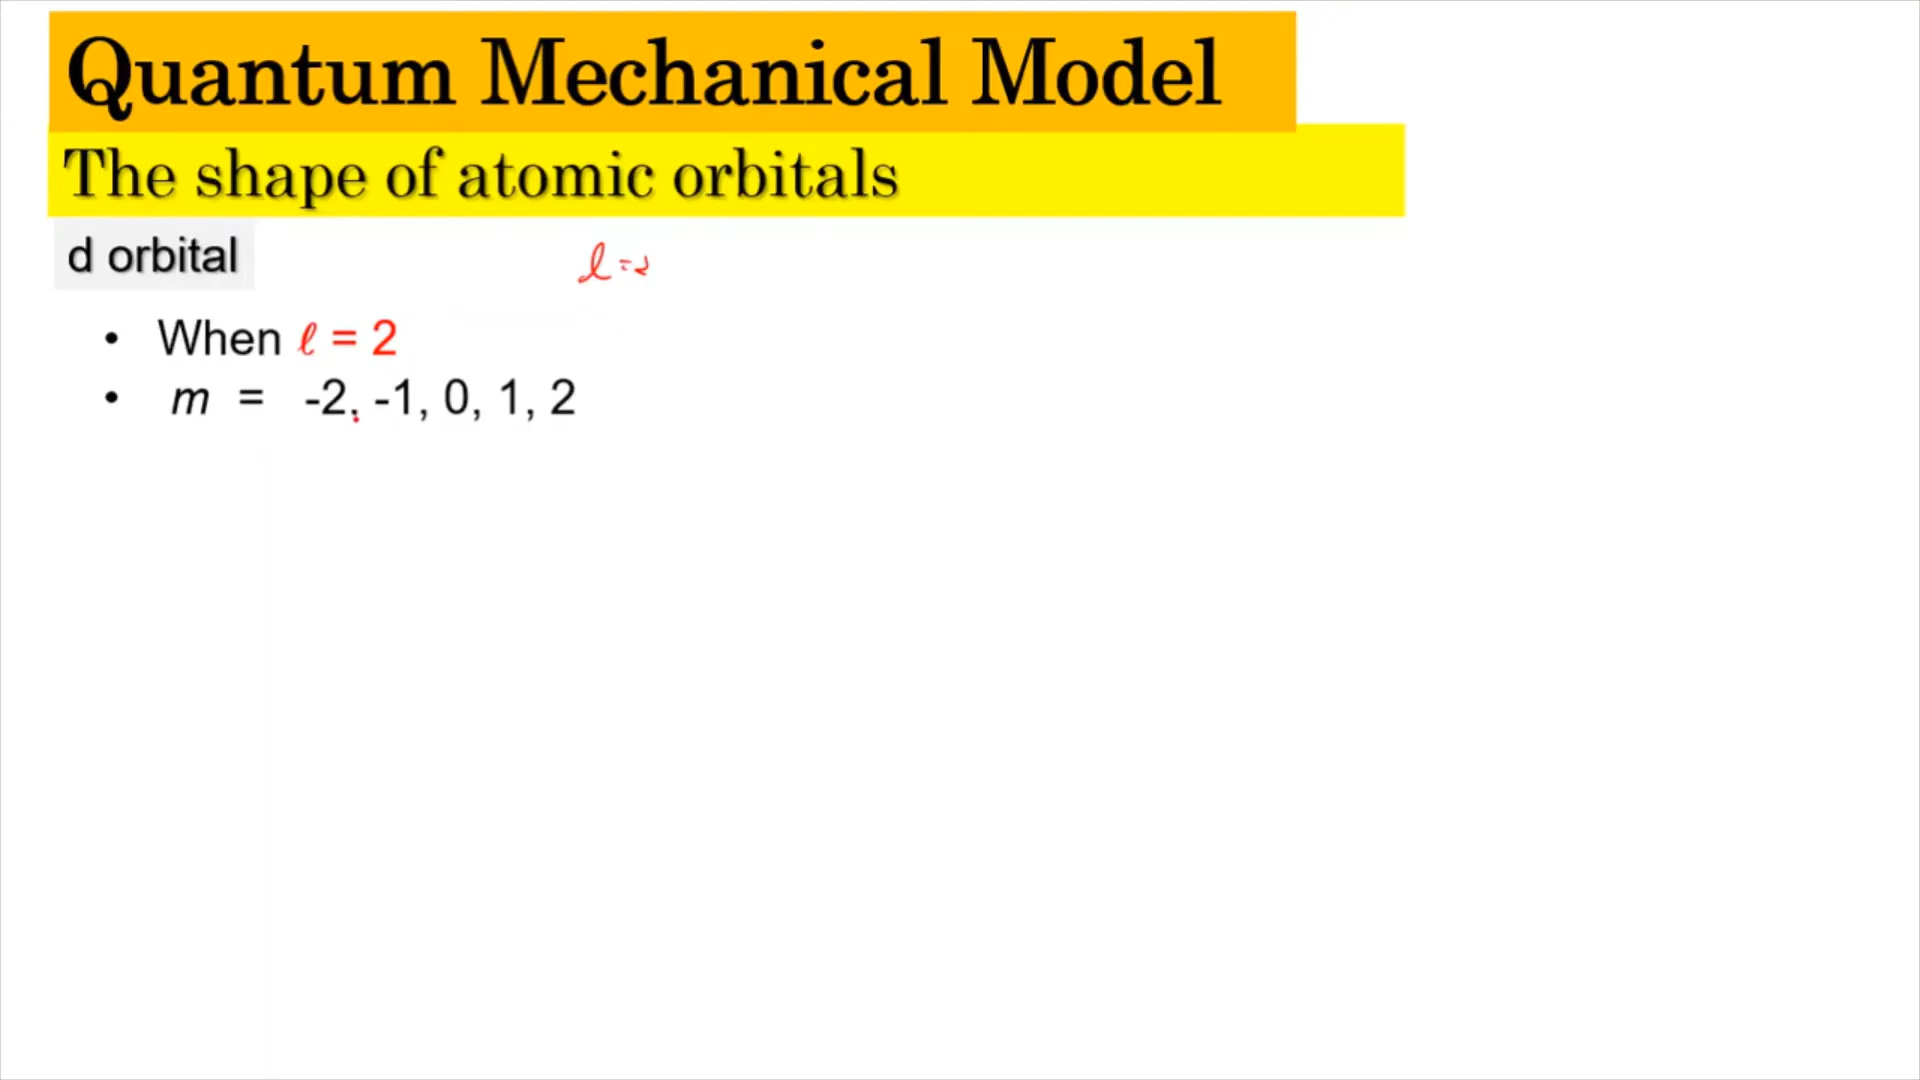 Quantum Mechanical Model
The shape of atomic orbitals
d orbital
ℓ=2
• When ℓ = 2
• m = -2, -1, 0, 1, 2